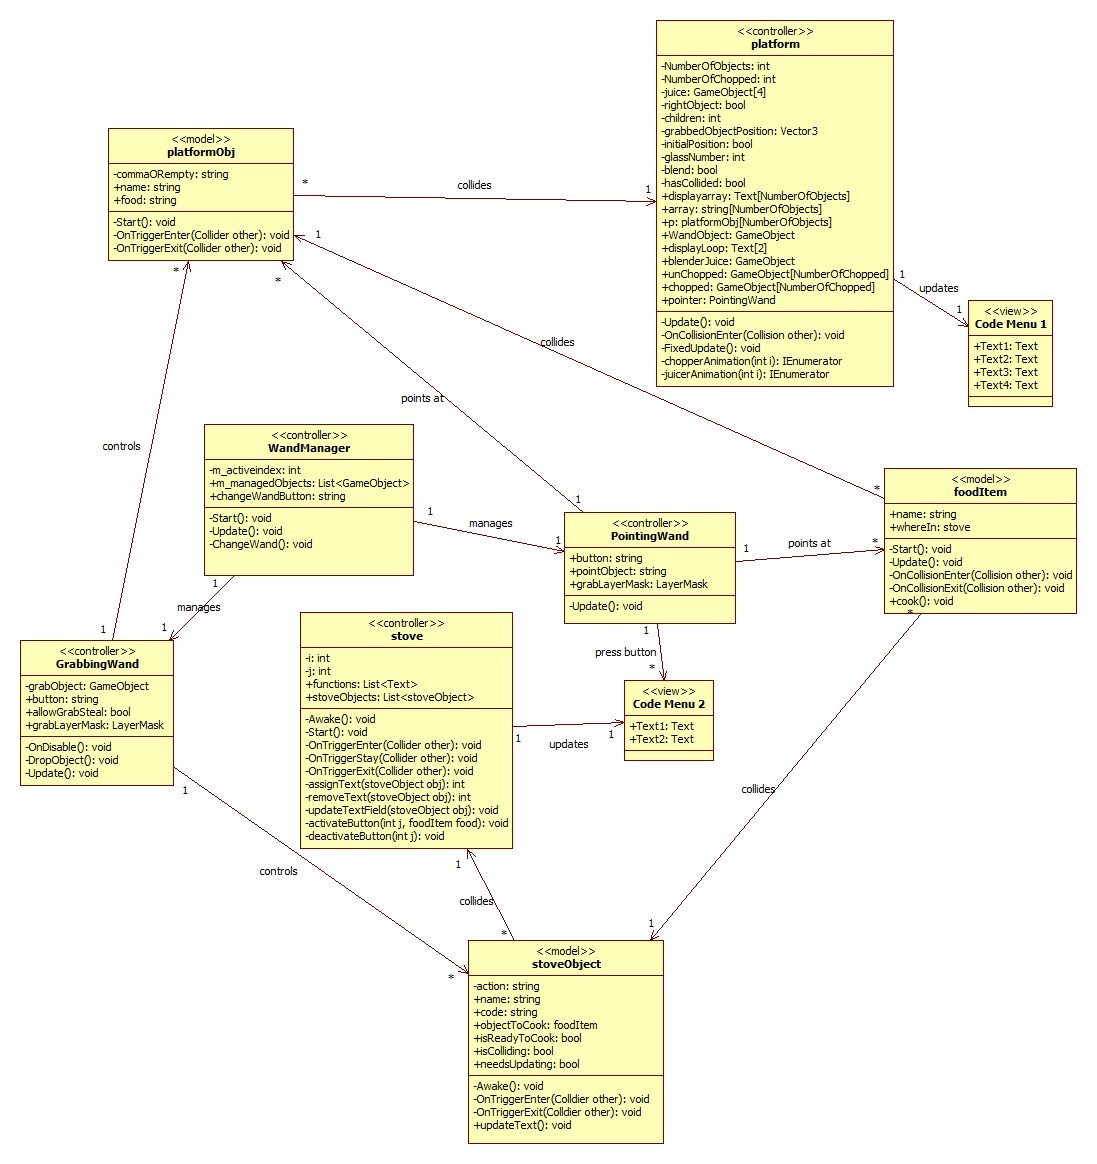 <<controller>>
platform
-NumberOfObjects: int
-NumberOfChopped: int
-juice: GameObject[4]
-rightObject: bool
-children: int
-grabbedObjectPosition: Vector3
-initialPosition: bool
-glassNumber: int
-blend: bool
-hasCollided: bool
+displayarray: Text[NumberOfObjects]
+array: string[NumberOfObjects]
+p: platformObj[NumberOfObjects]
+WandObject: GameObject
+displayLoop: Text[2]
+blenderJuice: GameObject
+unChopped: GameObject[NumberOfChopped]
+chopped: GameObject[NumberOfChopped]
+pointer: PointingWand
-Update(): void
-OnCollisionEnter(Collision other): void
-FixedUpdate(): void
-chopperAnimation(int i): IEnumerator
-juicerAnimation(int i): IEnumerator
<<model>>
platformObj
-commaORempty: string
+name: string
+food: string
-Start(): void
-OnTriggerEnter(Collider other): void
-OnTriggerExit(Collider other): void
*
collides
1
1
updates
1
<<view>>
Code Menu 1
+Text1: Text
+Text2: Text
+Text3: Text
+Text4: Text
1
collides
*
*
controls
1
*
points at
1
<<controller>>
WandManager
-m_activeindex: int
+m_managedObjects: List<GameObject>
+changeWandButton: string
-Start(): void
-Update(): void
-ChangeWand(): void
1
manages
1
1
manages
1
<<controller>>
PointingWand
+button: string
+pointObject: string
+grabLayerMask: LayerMask
-Update(): void
1
points at
*
<<model>>
foodItem
+name: string
+whereIn: stove
-Start(): void
-Update(): void
-OnCollisionEnter(Collision other): void
-OnCollisionExit(Collision other): void
+cook(): void
*
collides
1
1
press button
*
<<controller>>
GrabbingWand
-grabObject: GameObject
+button: string
+allowGrabSteal: bool
+grabLayerMask: LayerMask
-OnDisable(): void
-DropObject(): void
-Update(): void
1
controls
*
<<controller>>
stove
-i: int
-j: int
+functions: List<Text>
+stoveObjects: List<stoveObject>
-Awake(): void
-Start(): void
-OnTriggerEnter(Collider other): void
-OnTriggerStay(Collider other): void
-OnTriggerExit(Collider other): void
-assignText(stoveObject obj): int
-removeText(stoveObject obj): int
-updateTextField(stoveObject obj): void
-activateButton(int j, foodItem food): void
-deactivateButton(int j): void
1
updates
1
<<view>>
Code Menu 2
+Text1: Text
+Text2: Text
1
collides
*
<<model>>
stoveObject
-action: string
+name: string
+code: string
+objectToCook: foodItem
+isReadyToCook: bool
+isColliding: bool
+needsUpdating: bool
-Awake(): void
-OnTriggerEnter(Colldier other): void
-OnTriggerExit(Colldier other): void
+updateText(): void